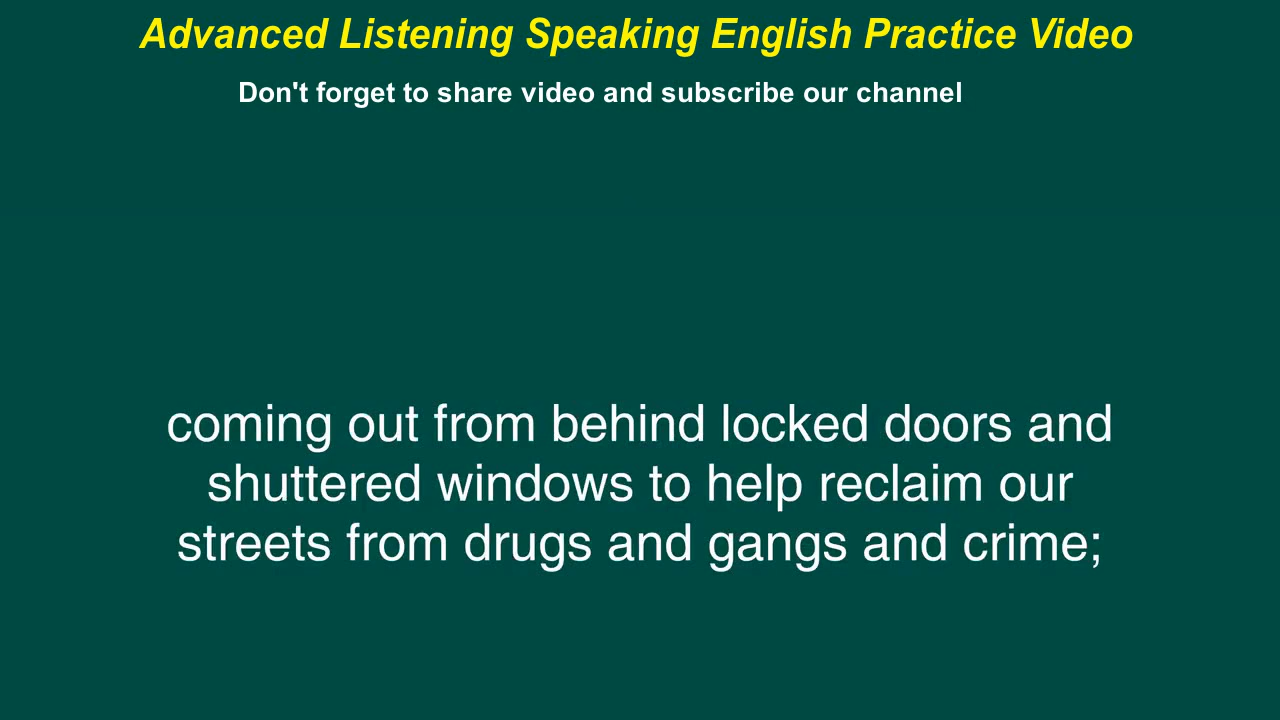 Advanced Listening Speaking English Practice Video
Don't forget to share video and subscribe our channel
coming out from behind locked doors and
shuttered windows to help reclaim our
streets from drugs and gangs and crime;